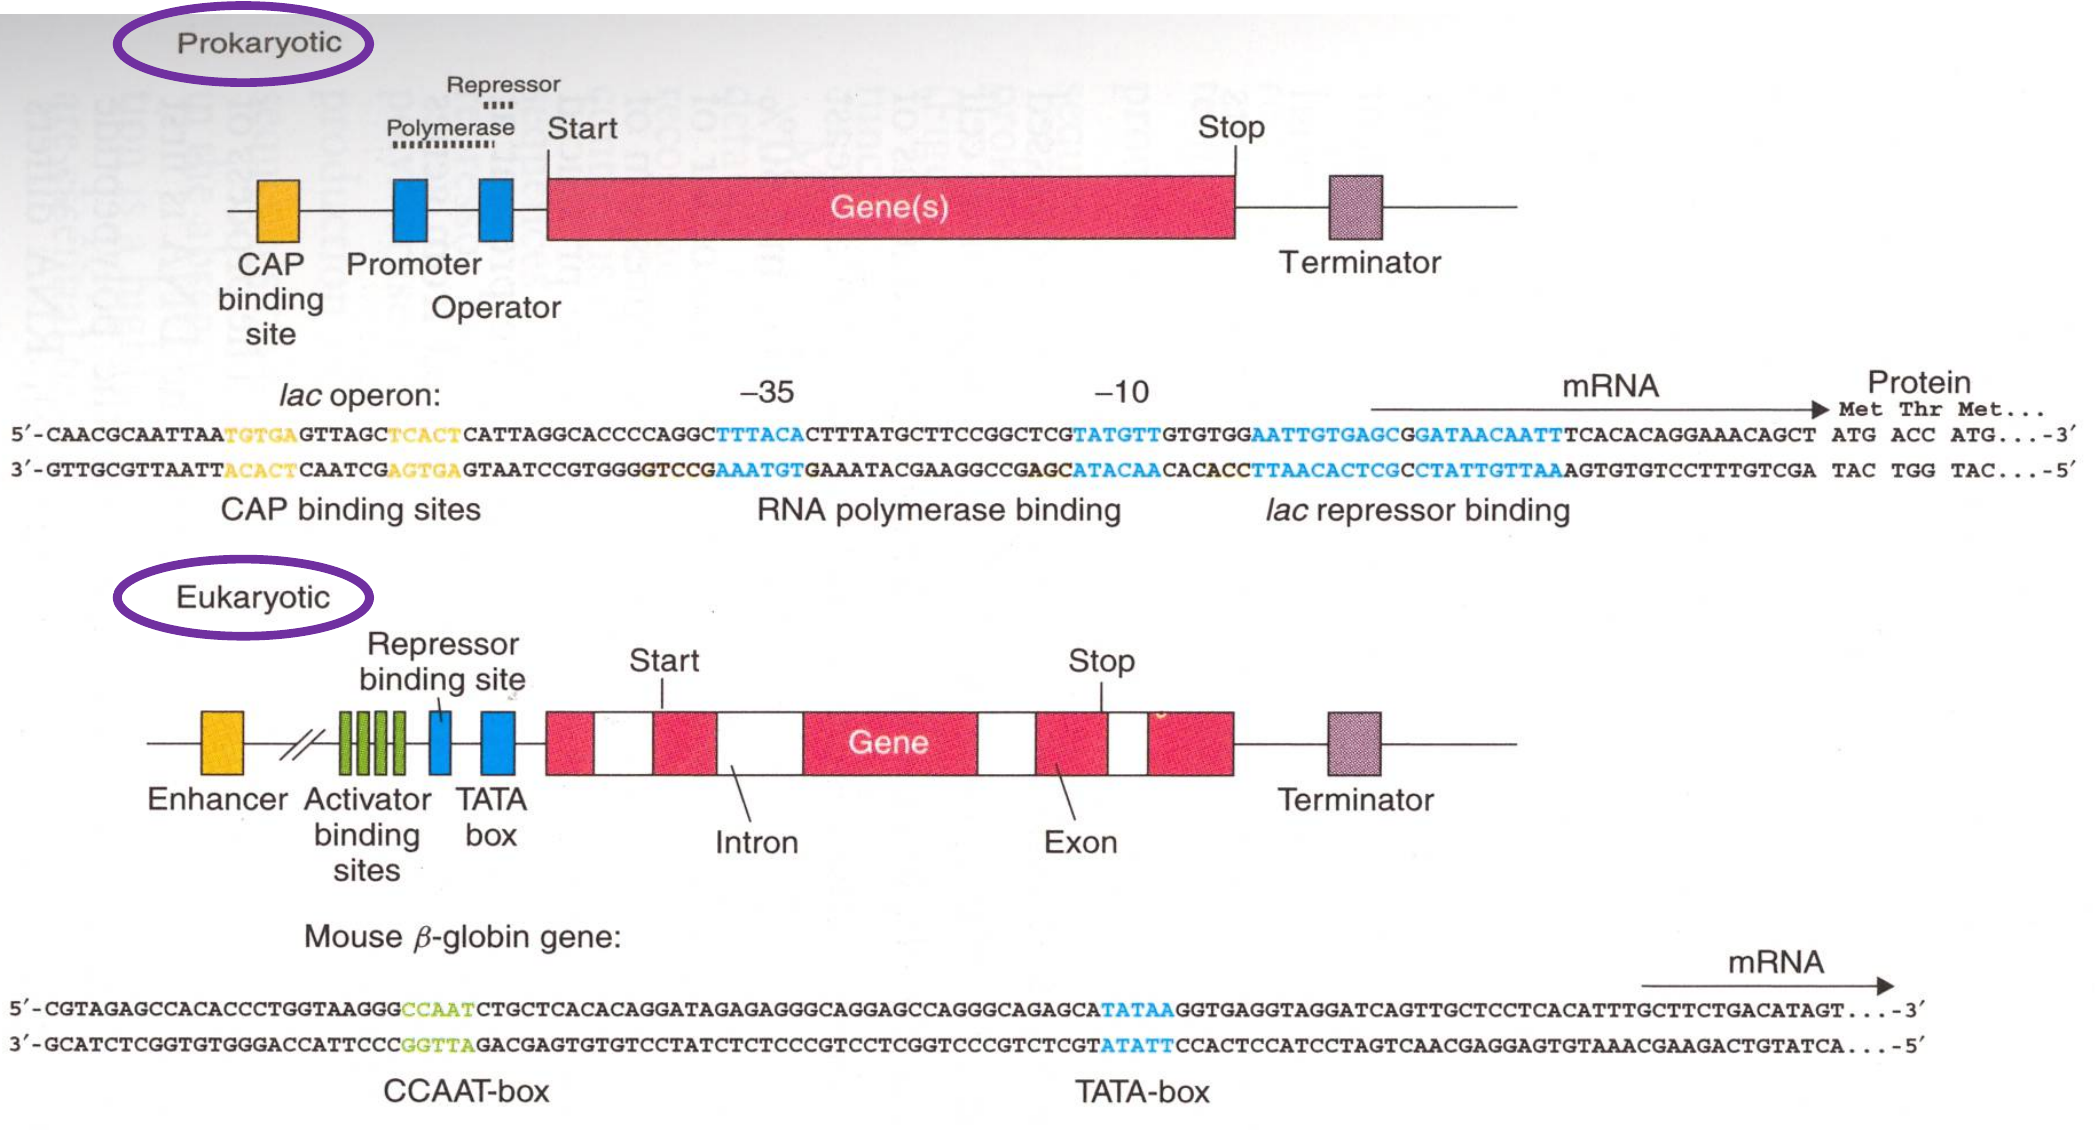 Prokaryotic
Repressor
Polymerase
Start
Stop
Gene(s)
CAP
binding
site
Promoter
Operator
Terminator
lac operon:
–35
–10
mRNA
Protein
Met Thr Met...
5′-CAACGCAATTAATGTGAGTTAGCTCACTCATTAGGCACCCCAGGCTTTACACTTTATGCTTCCGGCTCGTATGTTGTGTGGAATTGTGAGCGGATAACAATTTCACACAGGAAACAGCT ATG ACC ATG...-3′
3′-GTTGCGTTAATTACACTCAATCGAGTGAGTAATCCGTGGGGTCCGAAATGTGAAATACGAAGGCCGAGCATACAACACACCTTAACACTCGCCTATTGTTAAAGTGTGTCCTTTGTCGA TAC TGG TAC...-5′
CAP binding sites
RNA polymerase binding
lac repressor binding
Eukaryotic
Repressor
binding site
Start
Stop
Gene
Enhancer
Activator
binding
sites
TATA
box
Intron
Exon
Terminator
Mouse β-globin gene:
mRNA
5′-CGTAGAGCCACACCCTGGTAAGGGCCAATCTGCTCACACAGGATAGAGAGGGCAGGAGCCAGGGCAGAGCATATAAGGTGAGGTAGGATCAGTTGCTCCTCACATTTGCTTCTGACATAGT...-3′
3′-GCATCTCGGTGTGGGACCATTCCCGGTTAGACGAGTGTGTCCTATCTCTCCCGTCCTCGGTCCCGTCTCGTATATTCCACTCCATCCTAGTCAACGAGGAGTGTAAACGAAGACTGTATCA...-5′
CCAAT-box
TATA-box